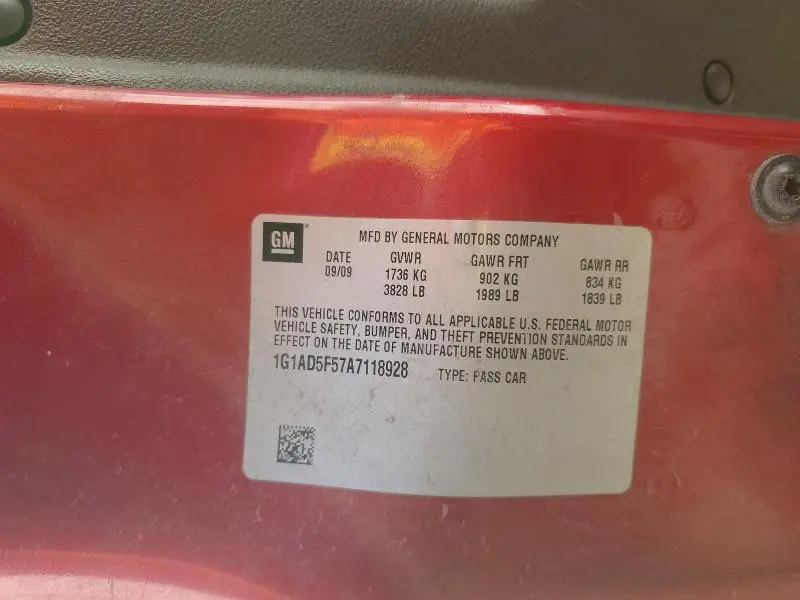 GM
MFD BY GENERAL MOTORS COMPANY
DATE GVWR GAWR FRT GAWR RR
09/09 1736 KG 902 KG 834 KG
3828 LB 1989 LB 1839 LB
THIS VEHICLE CONFORMS TO ALL APPLICABLE U.S. FEDERAL MOTOR
VEHICLE SAFETY, BUMPER, AND THEFT PREVENTION STANDARDS IN
EFFECT ON THE DATE OF MANUFACTURE SHOWN ABOVE.
1G1AD5F57A7118928 TYPE: PASS CAR